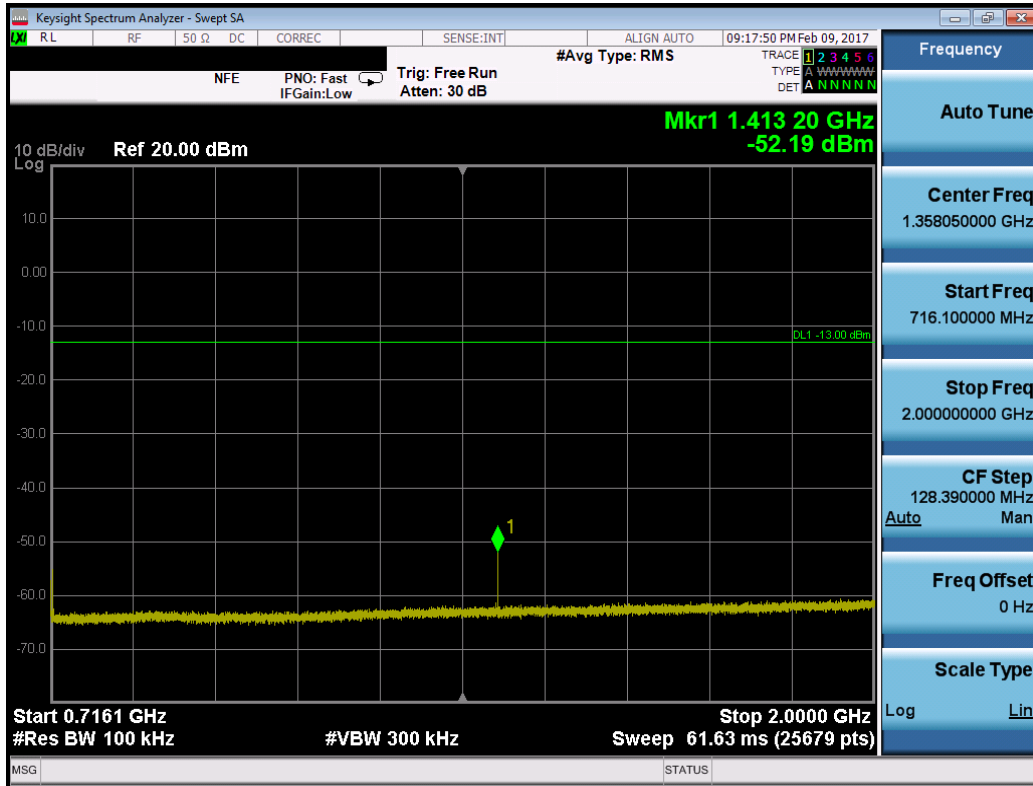 Keysight Spectrum Analyzer - Swept SA
LXI RL RF 50 Ω DC CORREC SENSE:INT ALIGN AUTO 09:17:50 PM Feb 09, 2017
#Avg Type: RMS TRACE 1 2 3 4 5 6
NFE PNO: Fast Trig: Free Run TYPE A WWWWW
IFGain:Low Atten: 30 dB DET A N N N N N
Mkr1 1.413 20 GHz
-52.19 dBm
10 dB/div Ref 20.00 dBm
Log
10.0
0.00
-10.0
DL1 -13.00 dBm
-20.0
-30.0
-40.0
1
-50.0
-60.0
-70.0
Start 0.7161 GHz Stop 2.0000 GHz
#Res BW 100 kHz #VBW 300 kHz Sweep 61.63 ms (25679 pts)
MSG STATUS
Frequency
Auto Tune
Center Freq
1.358050000 GHz
Start Freq
716.100000 MHz
Stop Freq
2.000000000 GHz
CF Step
128.390000 MHz
Auto Man
Freq Offset
0 Hz
Scale Type
Log Lin